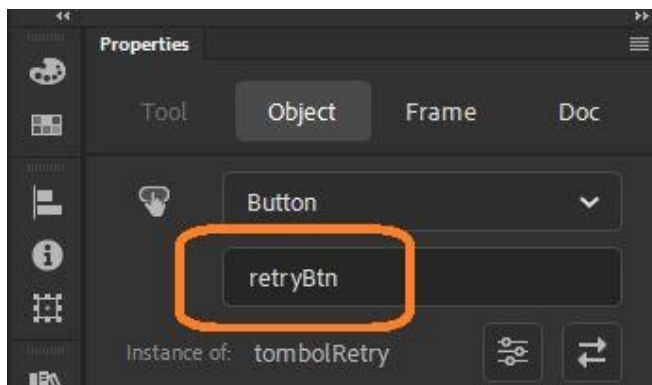 Properties
Tool Object Frame Doc
Button
retryBtn
Instance of: tombolRetry